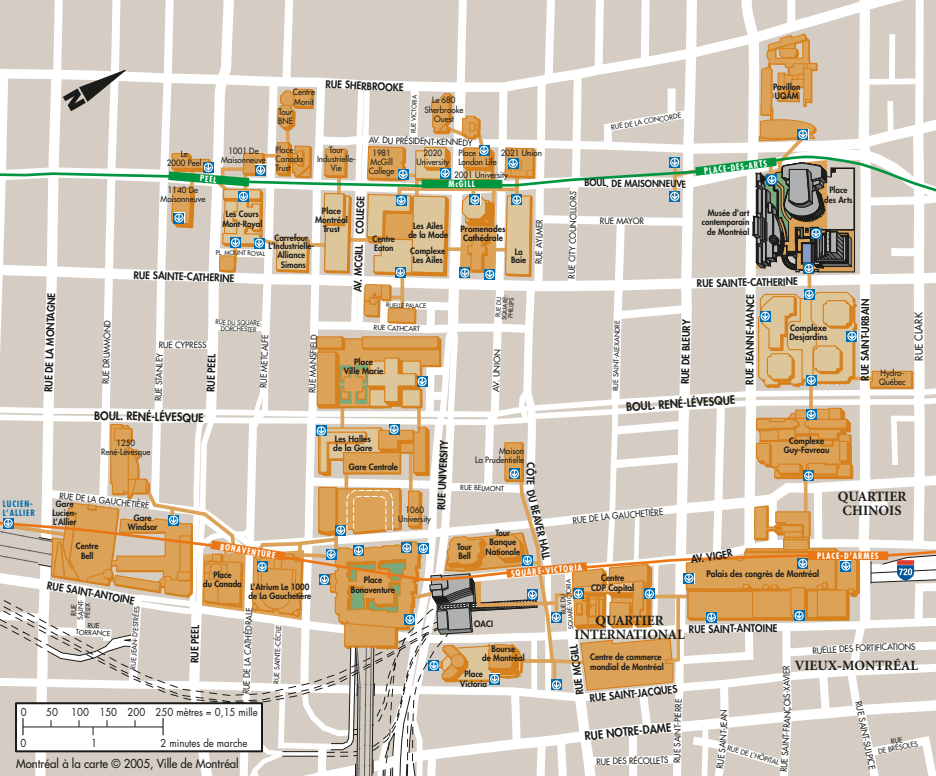 RUE SHERBROOKE
N
Centre
Monit
Tour
BNE
Le 680
Sherbrooke
Ouest
RUE VICTORIA
Pavillon
UQÀM
RUE DE LA CONCORDE
AV. DU PRÉSIDENT-KENNEDY
Le
2000 Peel
1001 De
Maisonneuve
Place
Canada
Trust
Tour
Industrielle-
Vie
1981
McGill
College
2020
University
Place
London Life
2001 University
2021 Union
PEEL
McGILL
BOUL. DE MAISONNEUVE
PLACE-DES-ARTS
1140 De
Maisonneuve
Les Cours
Mont-Royal
PL. MOUNT ROYAL
Carrefour
L'Industrielle-
Alliance
Simons
Place
Montréal
Trust
AV. McGILL COLLEGE
Centre
Eaton
Les Ailes
de la Mode
Complexe
Les Ailes
Promenades
Cathédrale
La
Baie
RUE AYLMER
RUE CITY COUNCILLORS
RUE MAYOR
Musée d'art
contemporain
de Montréal
Place
des Arts
RUE SAINTE-CATHERINE
RUE SAINTE-CATHERINE
RUELLE PALACE
RUE CATHCART
RUE DU
SQUARE-
PHILLIPS
RUE DU SQUARE-
DORCHESTER
RUE CYPRESS
RUE DE LA MONTAGNE
RUE DRUMMOND
RUE STANLEY
RUE PEEL
RUE METCALFE
RUE MANSFIELD
Place
Ville Marie
AV. UNION
RUE SAINT-ALEXANDRE
RUE DE BLEURY
RUE JEANNE-MANCE
Complexe
Desjardins
RUE SAINT-URBAIN
RUE CLARK
Hydro-
Québec
BOUL. RENÉ-LÉVESQUE
BOUL. RENÉ-LÉVESQUE
1250
René-Lévesque
Les Halles
de la Gare
Gare Centrale
RUE UNIVERSITY
Maison
La Prudentielle
RUE BELMONT
CÔTE DU BEAVER HALL
Complexe
Guy-Favreau
QUARTIER
CHINOIS
LUCIEN-
L'ALLIER
RUE DE LA GAUCHETIÈRE
Gare
Lucien-
L'Allier
Gare
Windsor
Centre
Bell
1060
University
RUE DE LA GAUCHETIÈRE
BONAVENTURE
Place
du Canada
L'Atrium Le 1000
de La Gauchetière
Place
Bonaventure
Tour
Bell
Tour
Banque
Nationale
SQUARE-VICTORIA
AV. VIGER
PLACE-D'ARMES
720
Palais des congrès de Montréal
Centre
CDP Capital
RUE DU
SQUARE-VICTORIA
OACI
RUE SAINT-ANTOINE
RUE SAINT-ANTOINE
QUARTIER
INTERNATIONAL
RUE
SAINT-
FÉLIX
RUE
TORRANCE
RUE JEAN-D'ESTRÉES
RUE PEEL
RUE DE LA CATHÉDRALE
RUE SAINTE-CÉCILE
Bourse
de Montréal
Place
Victoria
RUE McGILL
Centre de commerce
mondial de Montréal
RUELLE DES FORTIFICATIONS
VIEUX-MONTRÉAL
RUE SAINT-JACQUES
RUE NOTRE-DAME
RUE DES RÉCOLLETS
RUE SAINT-PIERRE
RUE SAINT-JEAN
RUE DE L'HÔPITAL
RUE SAINT-FRANÇOIS-XAVIER
RUE SAINT-SULPICE
RUE
DE BRÉSOLES
0 50 100 150 200 250 mètres = 0,15 mille
0 1 2 minutes de marche
Montréal à la carte © 2005, Ville de Montréal